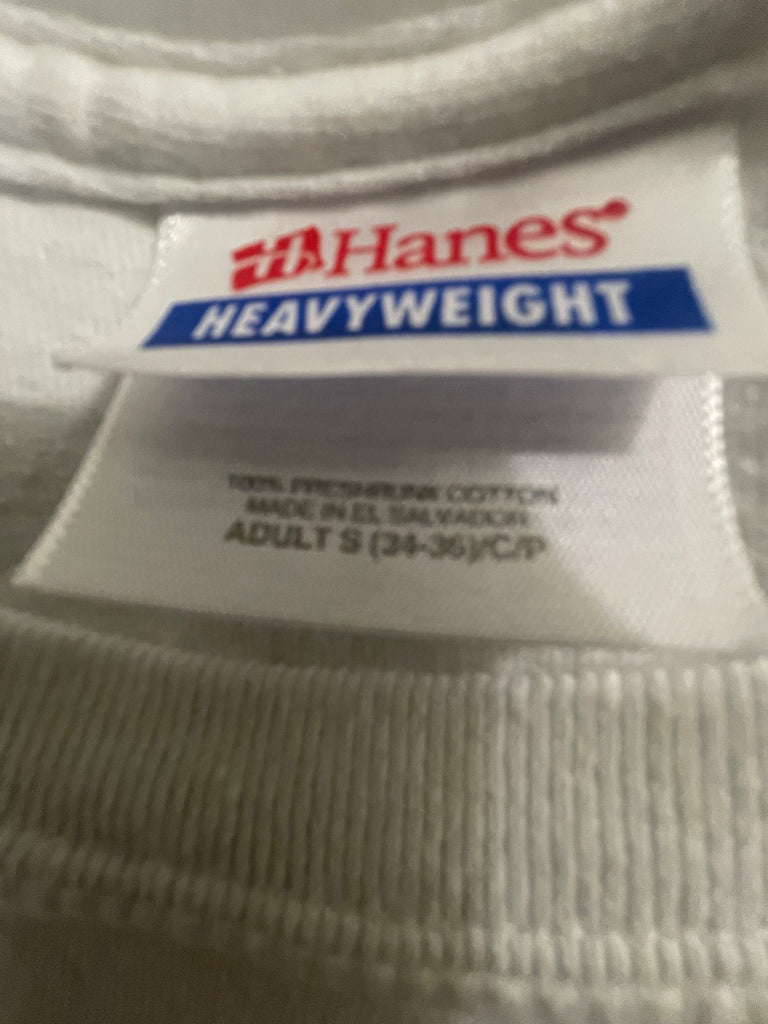 Hanes
HEAVYWEIGHT
100% PRESHRUNK COTTON
MADE IN EL SALVADOR
ADULT S (34-36)/C/P